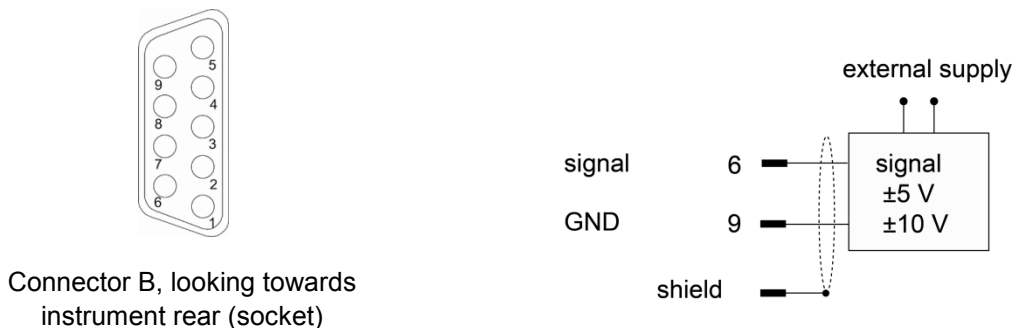 5
9
4
8
3
7
2
6
1
Connector B, looking towards
instrument rear (socket)
external supply
signal 6 signal
±5 V
GND 9 ±10 V
shield